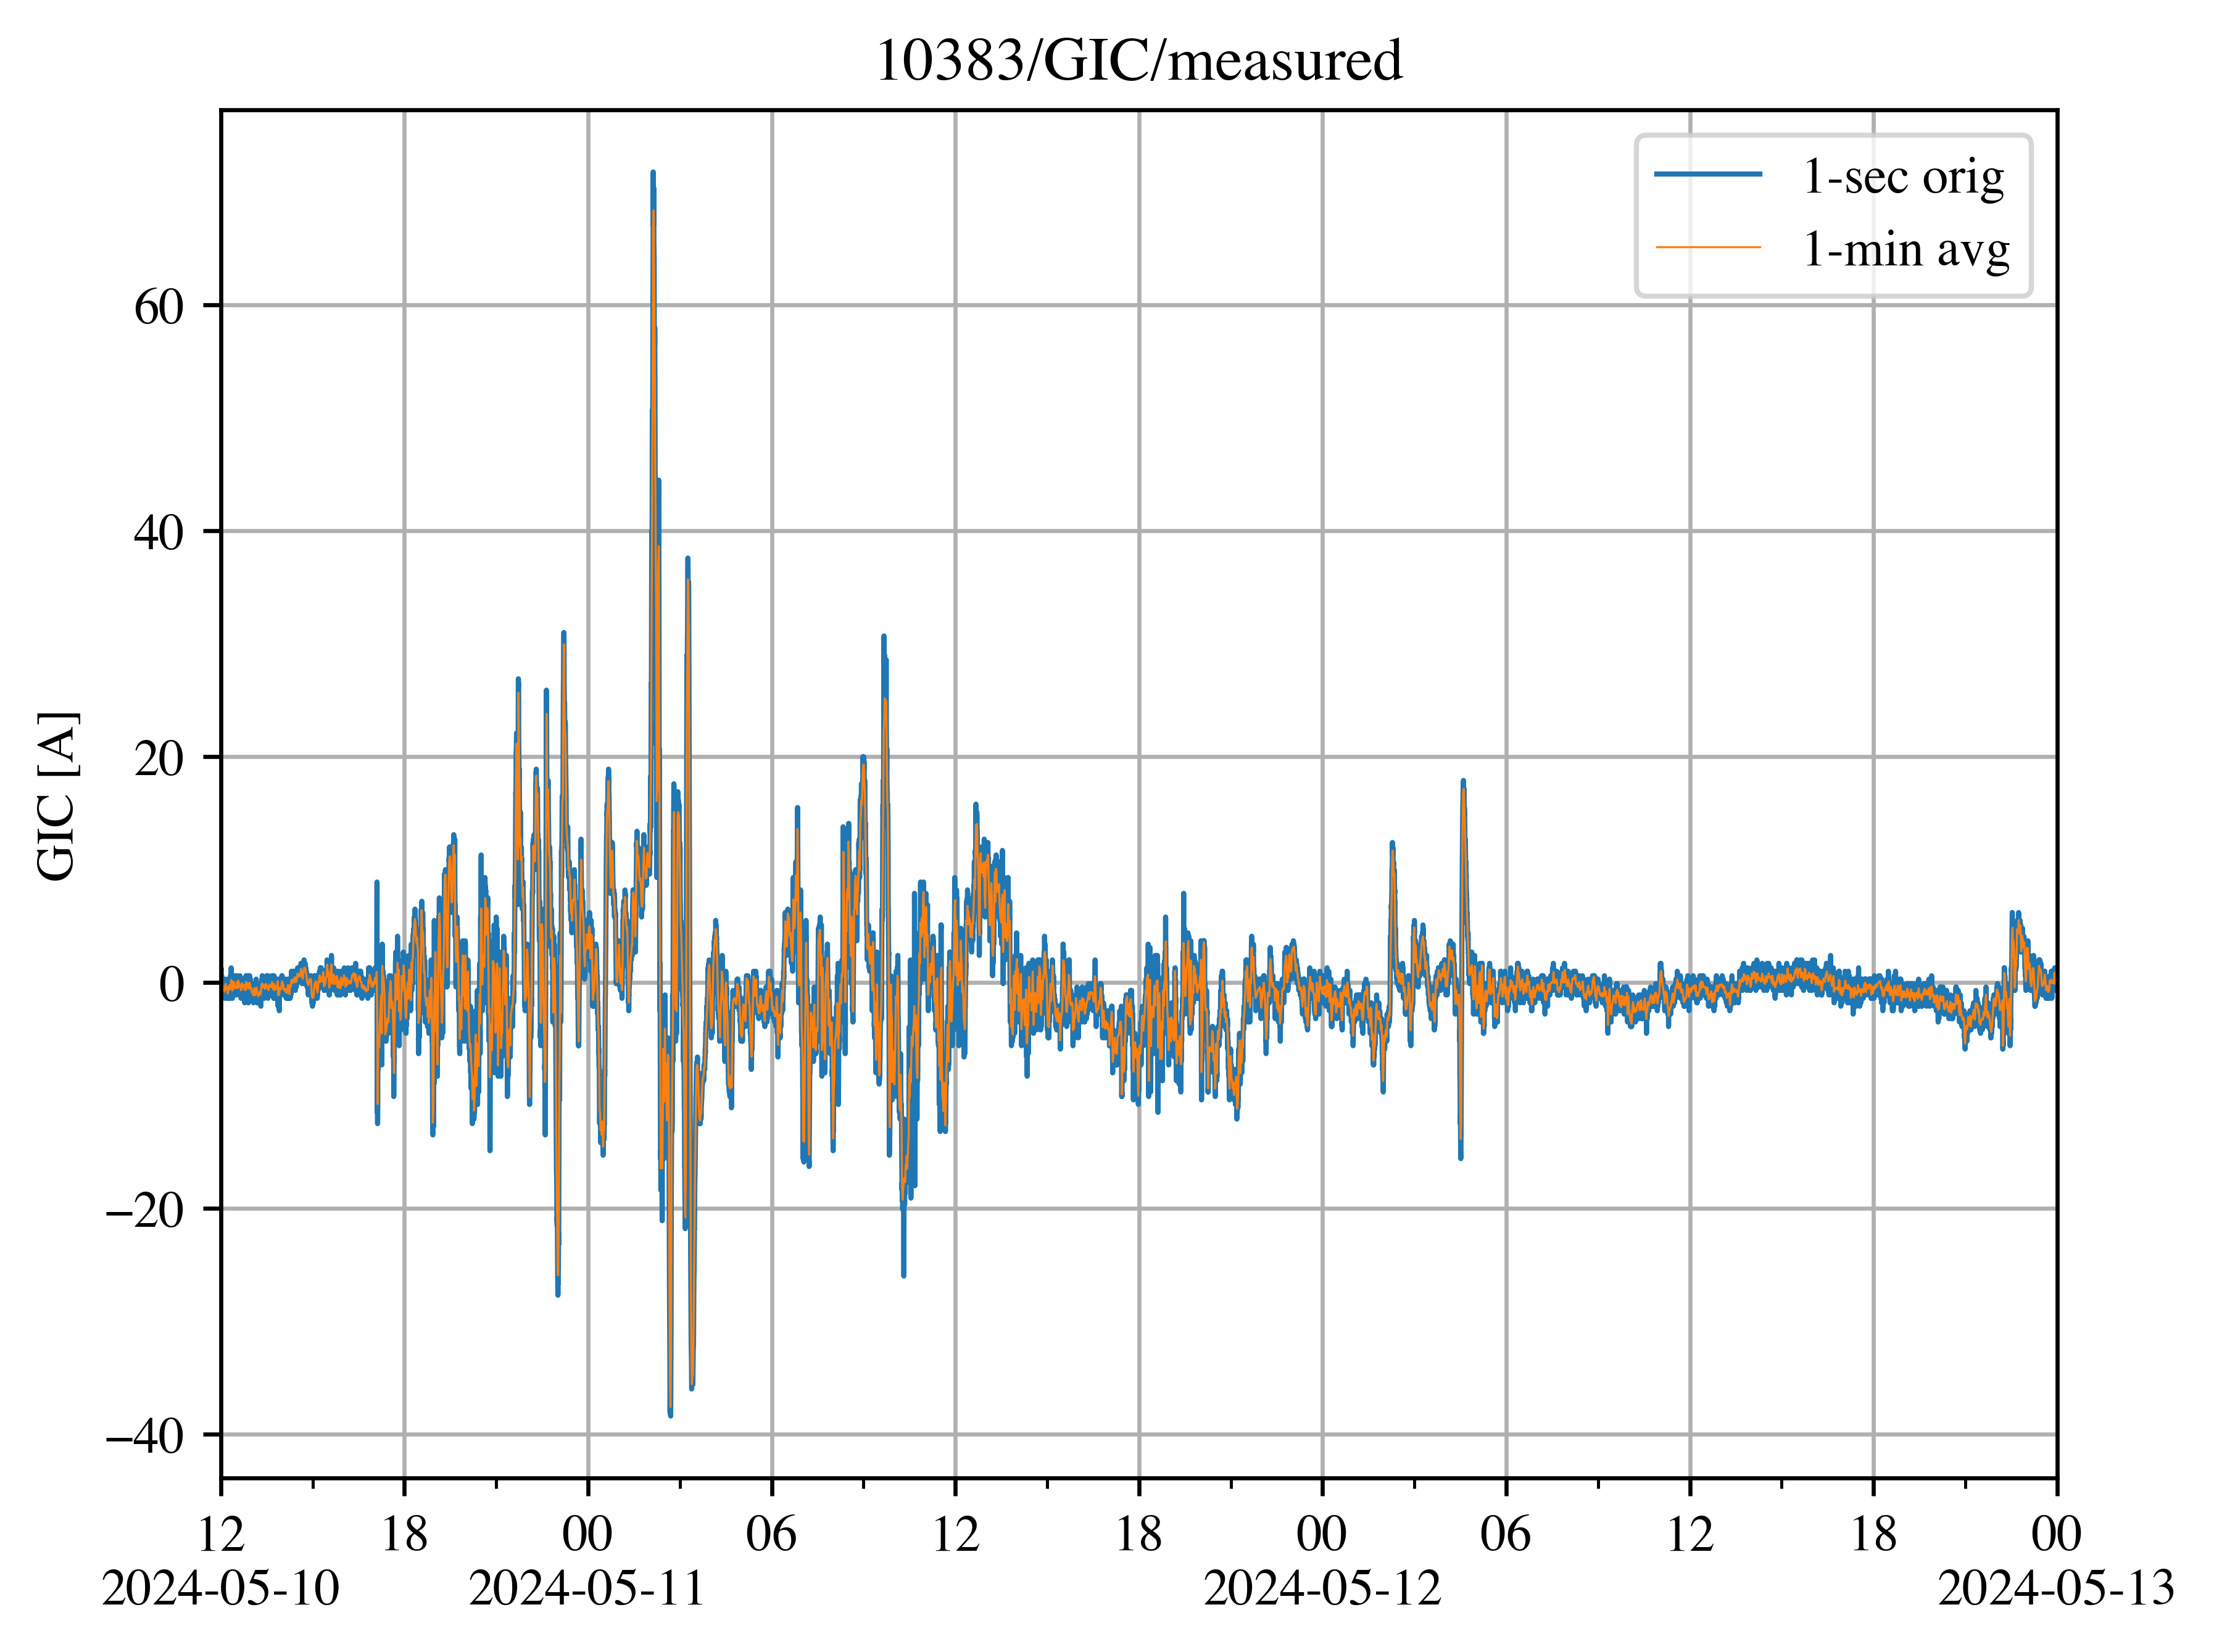 10383/GIC/measured
1-sec orig
1-min avg
GIC [A]
60
40
20
0
−20
−40
12 18 00 06 12 18 00 06 12 18 00
2024-05-10 2024-05-11 2024-05-12 2024-05-13